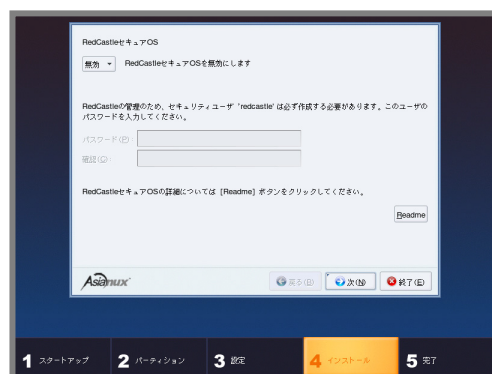 RedCastleセキュアOS
無効 RedCastleセキュアOSを無効にします
RedCastleの管理のため、セキュリティユーザ 'redcastle' は必ず作成する必要があります。このユーザの
パスワードを入力してください。
パスワード(P):
確認(C):
RedCastleセキュアOSの詳細については [Readme] ボタンをクリックしてください。
Readme
Asianux
戻る(B) 次(N) 終了(E)
1 スタートアップ 2 パーティション 3 設定 4 インストール 5 完了